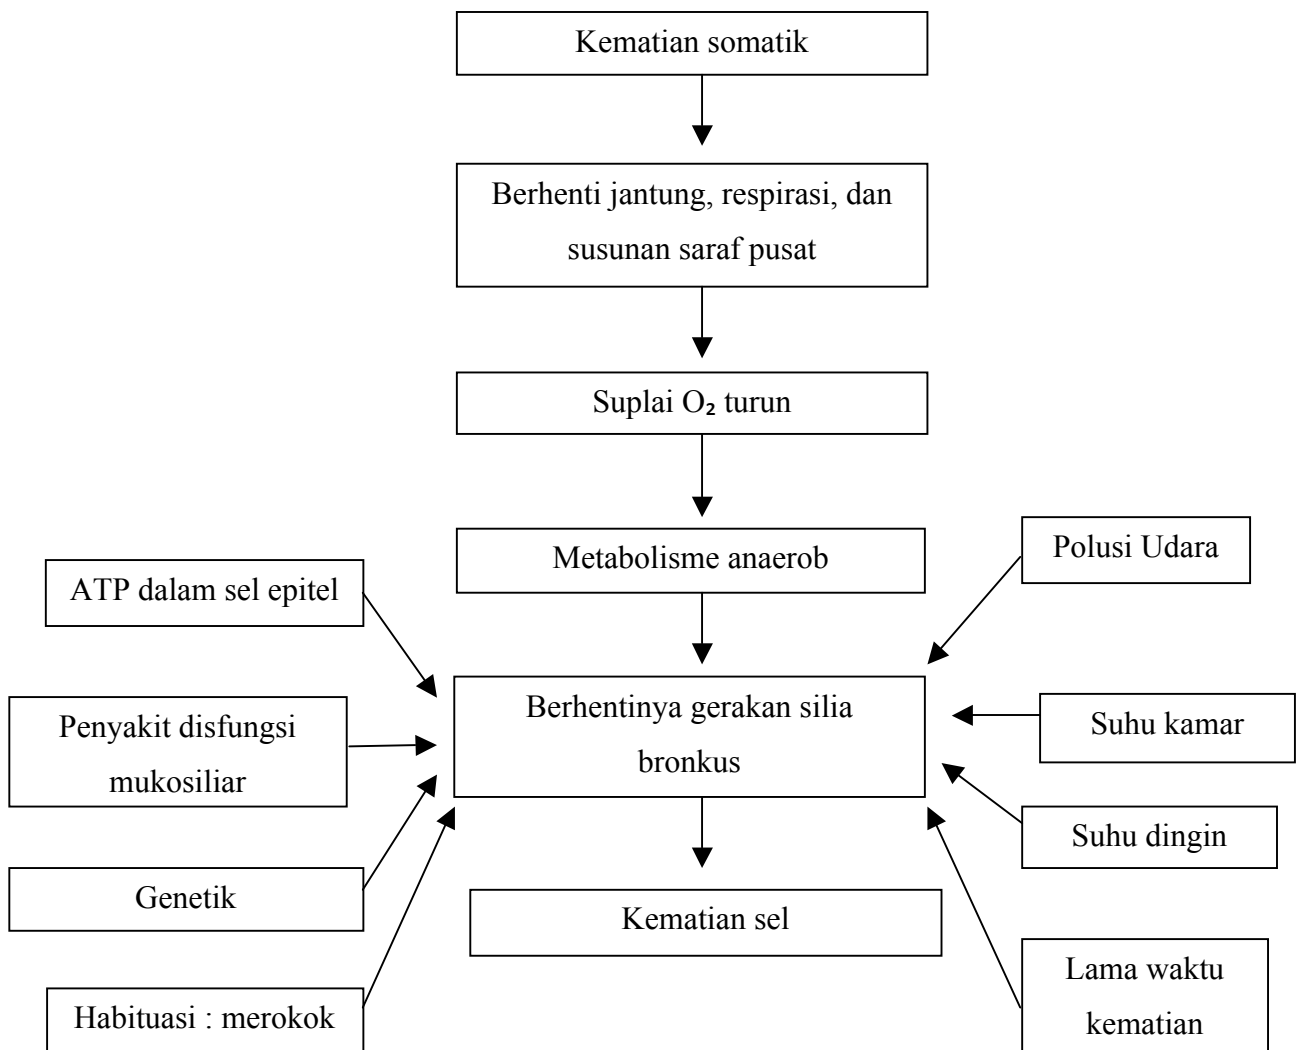 Kematian somatik
Berhenti jantung, respirasi, dan
susunan saraf pusat
Suplai O₂ turun
Metabolisme anaerob
Polusi Udara
ATP dalam sel epitel
Berhentinya gerakan silia
bronkus
Penyakit disfungsi
mukosiliar
Suhu kamar
Suhu dingin
Genetik
Kematian sel
Lama waktu
kematian
Habituasi : merokok